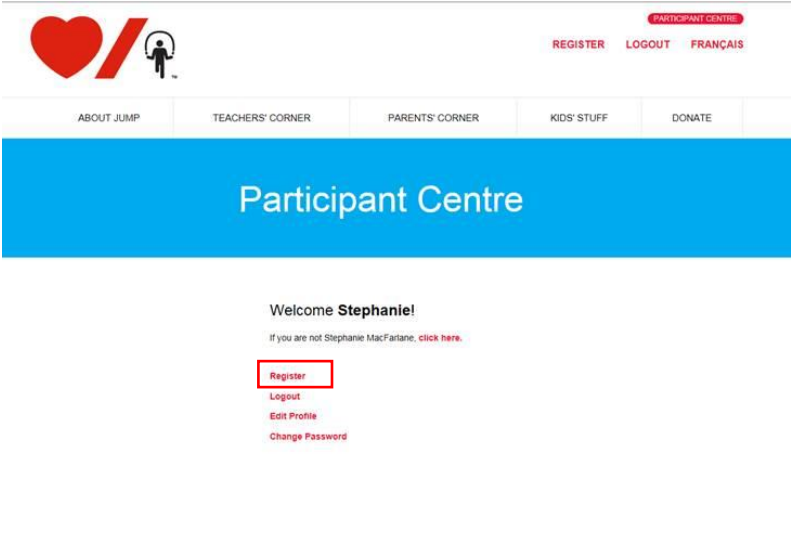 PARTICIPANT CENTRE
REGISTER LOGOUT FRANÇAIS
ABOUT JUMP TEACHERS' CORNER PARENTS' CORNER KIDS' STUFF DONATE
Participant Centre
Welcome Stephanie!
If you are not Stephanie MacFarlane, click here.
Register
Logout
Edit Profile
Change Password